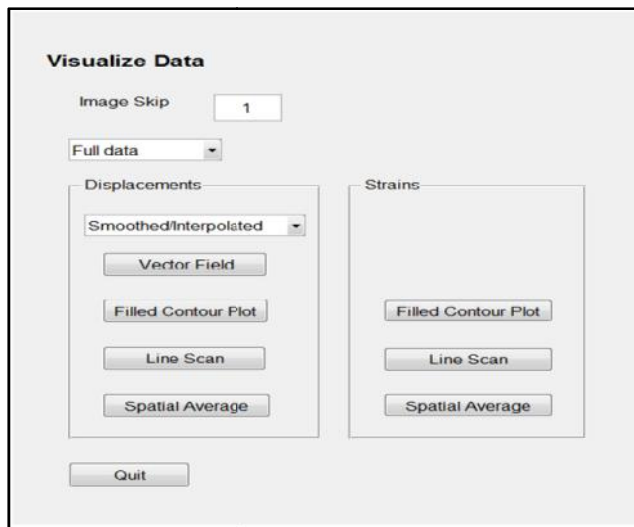 Visualize Data
Image Skip
1
Full data
Displacements
Smoothed/Interpolated
Vector Field
Filled Contour Plot
Line Scan
Spatial Average
Strains
Filled Contour Plot
Line Scan
Spatial Average
Quit